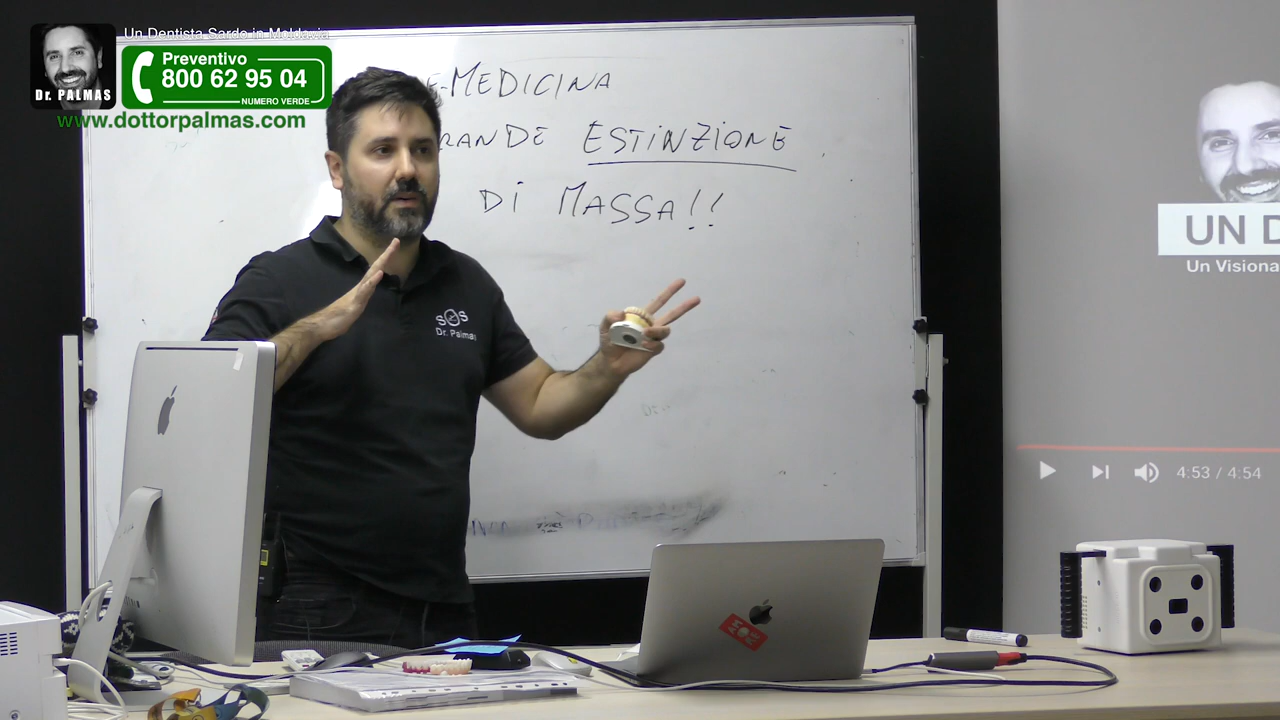 Un Dentista Sardo in Moldavia
Preventivo
800 62 95 04
NUMERO VERDE
Dr. PALMAS
www.dottorpalmas.com
E-MEDICINA
RANDE ESTINZIONE
DI MASSA!!
SOS
Dr. Palmas
UN D
Un Visiona
4:53 / 4:54